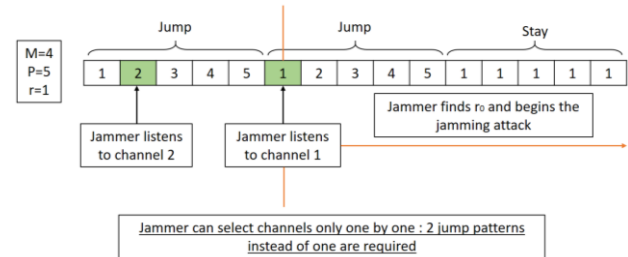 Jump Jump Stay
M=4
P=5
r=1
1 2 3 4 5 1 2 3 4 5 1 1 1 1 1
Jammer listens
to channel 2
Jammer listens
to channel 1
Jammer finds r₀ and begins the
jamming attack
Jammer can select channels only one by one : 2 jump patterns
instead of one are required